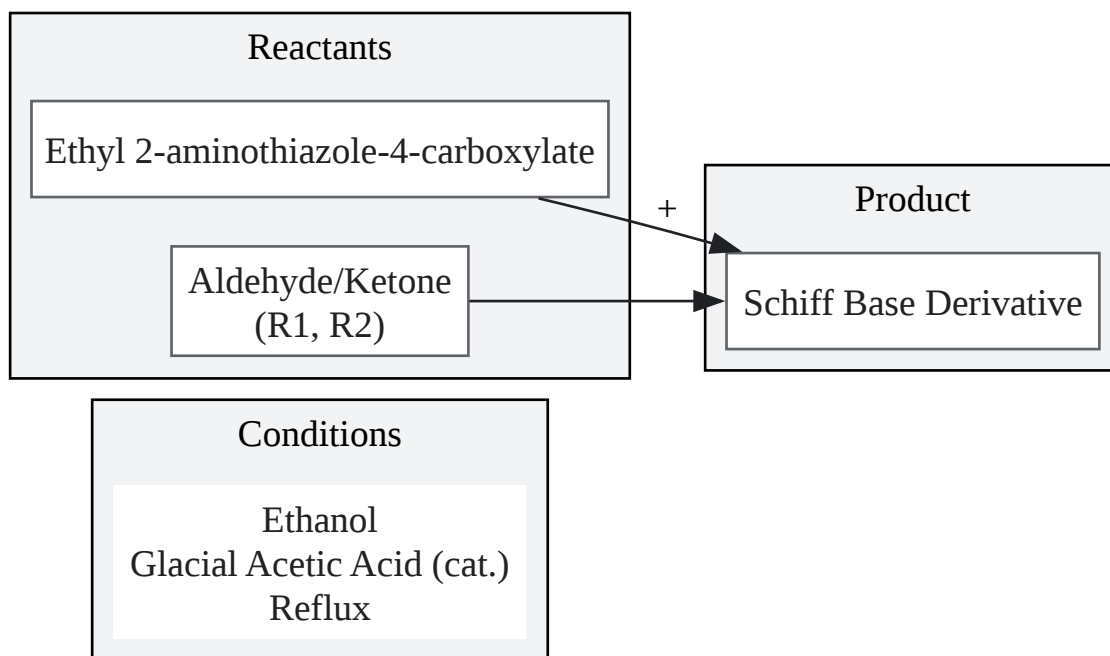 Reactants
Ethyl 2-aminothiazole-4-carboxylate
+
Product
Aldehyde/Ketone
(R1, R2)
Schiff Base Derivative
Conditions
Ethanol
Glacial Acetic Acid (cat.)
Reflux